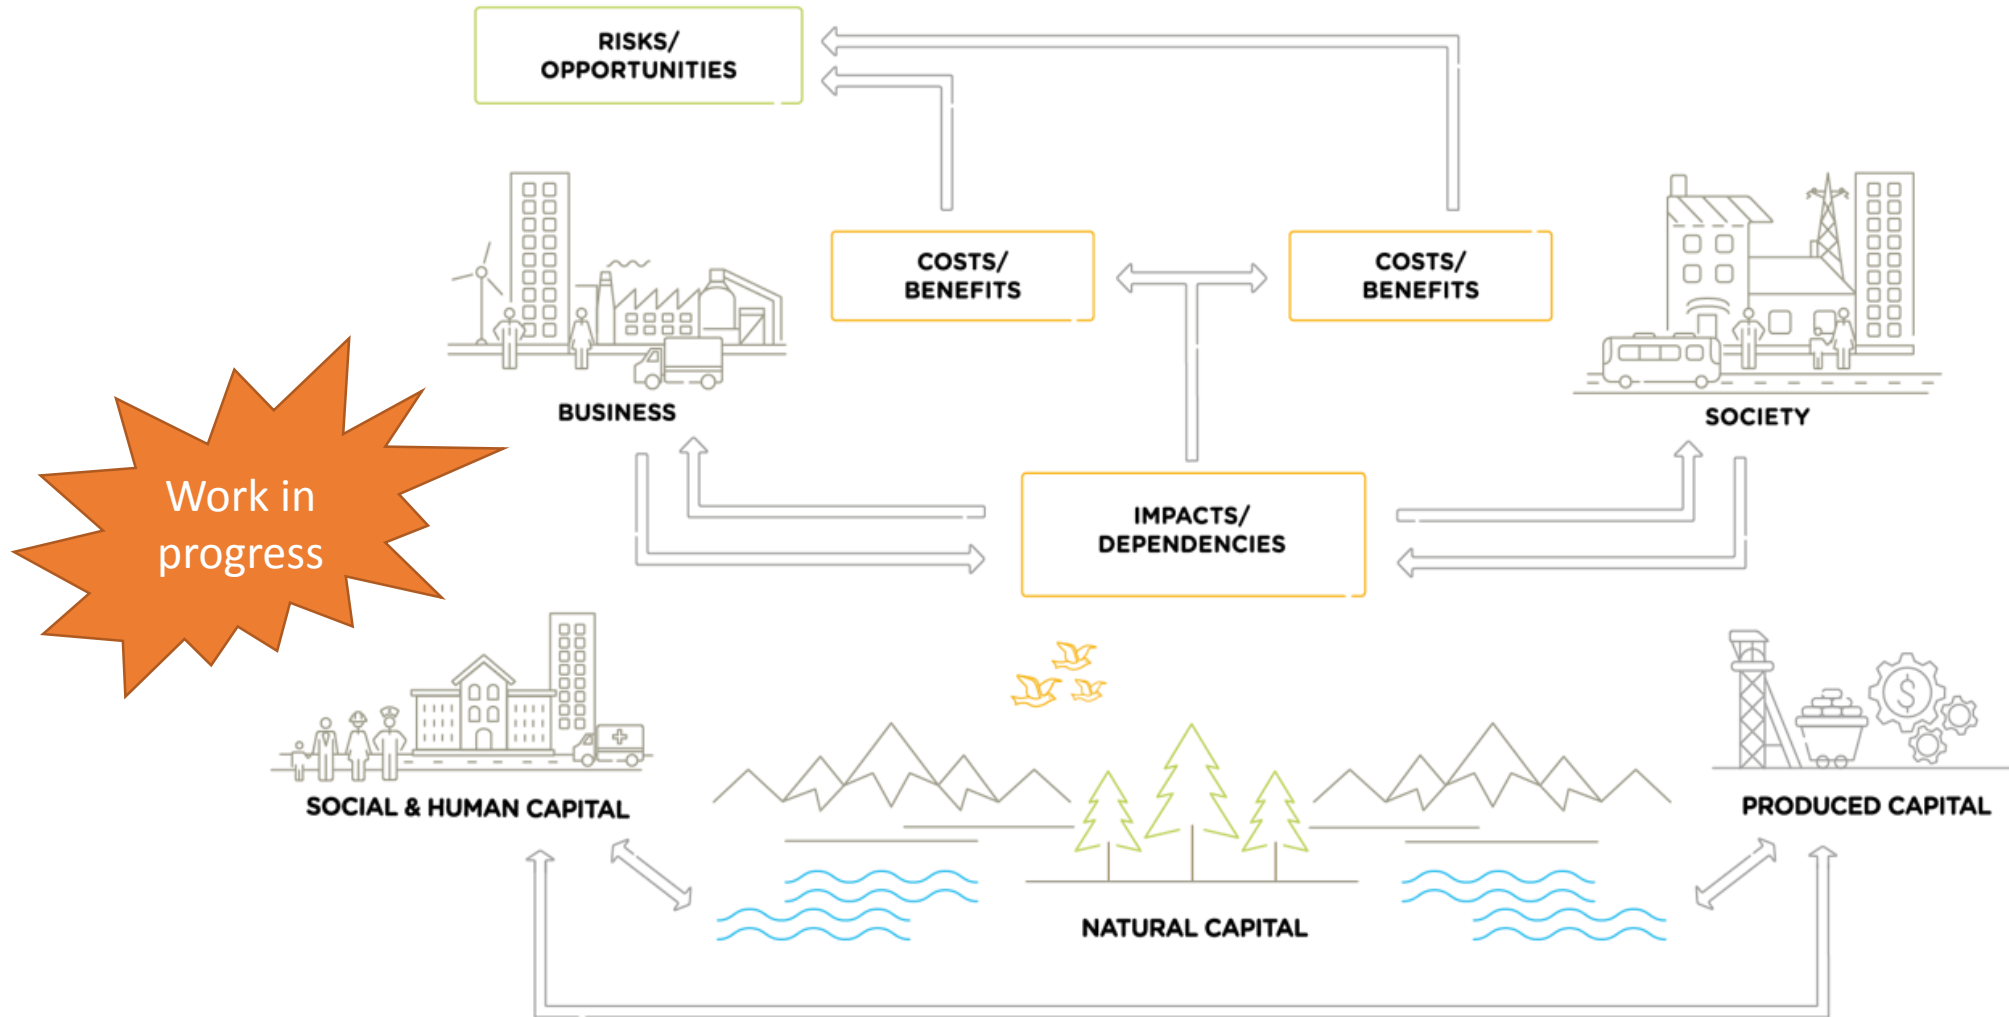 RISKS/
OPPORTUNITIES
COSTS/
BENEFITS
COSTS/
BENEFITS
BUSINESS
SOCIETY
Work in
progress
IMPACTS/
DEPENDENCIES
$
SOCIAL & HUMAN CAPITAL
PRODUCED CAPITAL
NATURAL CAPITAL